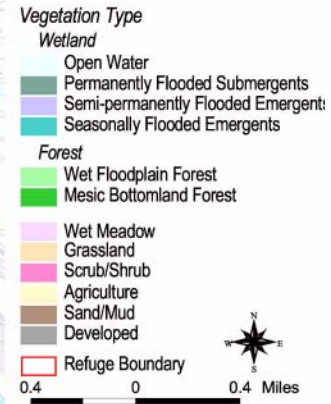 Vegetation Type
Wetland
Open Water
Permanently Flooded Submergents
Semi-permanently Flooded Emergents
Seasonally Flooded Emergents
Forest
Wet Floodplain Forest
Mesic Bottomland Forest
Wet Meadow
Grassland
Scrub/Shrub
Agriculture
Sand/Mud
Developed
Refuge Boundary
N
W E
S
0.4 0 0.4 Miles